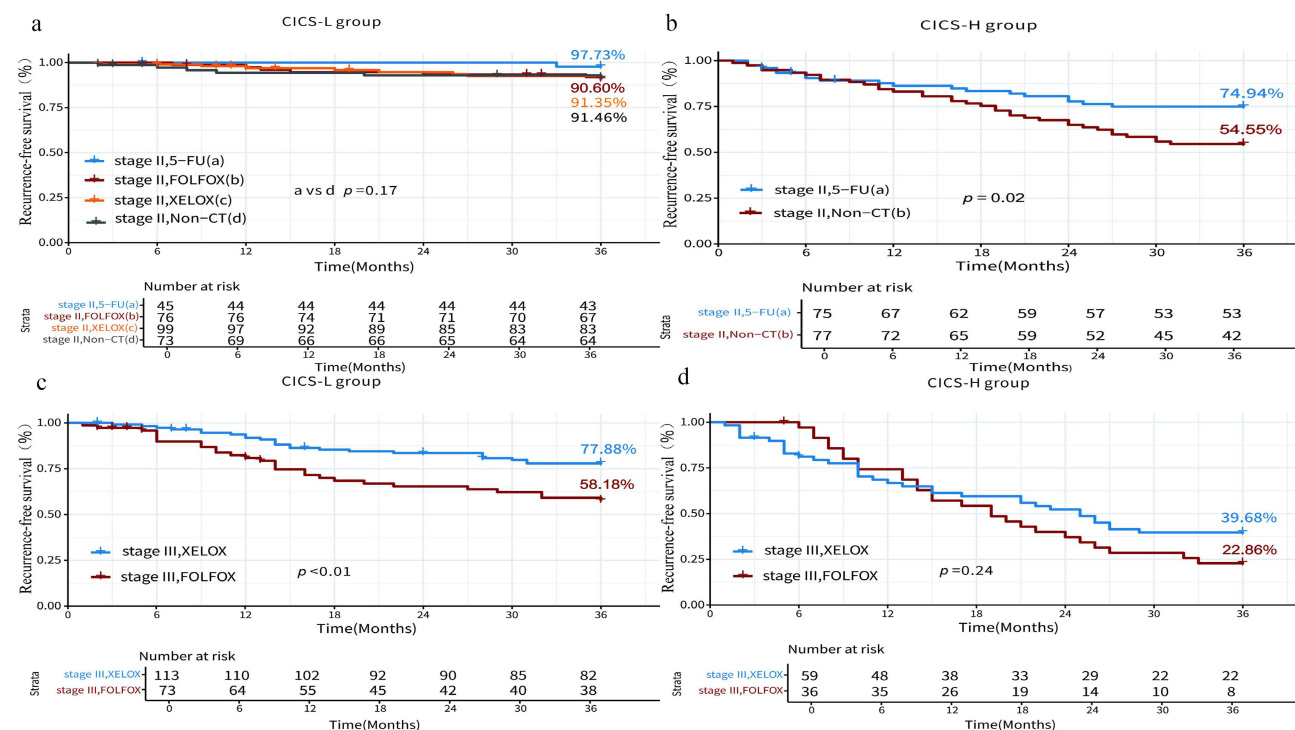 a
CICS-L group
Recurrence-free survival (%)
1.00
0.75
0.50
0.25
0.00
97.73%
90.60%
91.35%
91.46%
stage II,5−FU(a)
stage II,FOLFOX(b)
stage II,XELOX(c)
stage II,Non−CT(d)
a vs d p=0.17
0 6 12 18 24 30 36
Time(Months)
Number at risk
Strata
stage II,5−FU(a) 45 44 44 44 44 44 43
stage II,FOLFOX(b) 76 76 74 71 71 70 67
stage II,XELOX(c) 99 97 92 89 85 83 83
stage II,Non−CT(d) 73 69 66 66 65 64 64
0 6 12 18 24 30 36
Time(Months)
b
CICS-H group
Recurrence-free survival (%)
1.00
0.75
0.50
0.25
0.00
74.94%
54.55%
stage II,5−FU(a)
stage II,Non−CT(b)
p = 0.02
0 6 12 18 24 30 36
Time(Months)
Number at risk
Strata
stage II,5−FU(a) 75 67 62 59 57 53 53
stage II,Non−CT(b) 77 72 65 59 52 45 42
0 6 12 18 24 30 36
Time(Months)
c
CICS-L group
Recurrence-free survival (%)
1.00
0.75
0.50
0.25
0.00
77.88%
58.18%
stage III,XELOX
stage III,FOLFOX
p <0.01
0 6 12 18 24 30 36
Time(Months)
Number at risk
Strata
stage III,XELOX 113 110 102 92 90 85 82
stage III,FOLFOX 73 64 55 45 42 40 38
0 6 12 18 24 30 36
Time(Months)
d
CICS-H group
Recurrence-free survival (%)
1.00
0.75
0.50
0.25
0.00
39.68%
22.86%
stage III,XELOX
stage III,FOLFOX
p =0.24
0 6 12 18 24 30 36
Time(Months)
Number at risk
Strata
stage III,XELOX 59 48 38 33 29 22 22
stage III,FOLFOX 36 35 26 19 14 10 8
0 6 12 18 24 30 36
Time(Months)